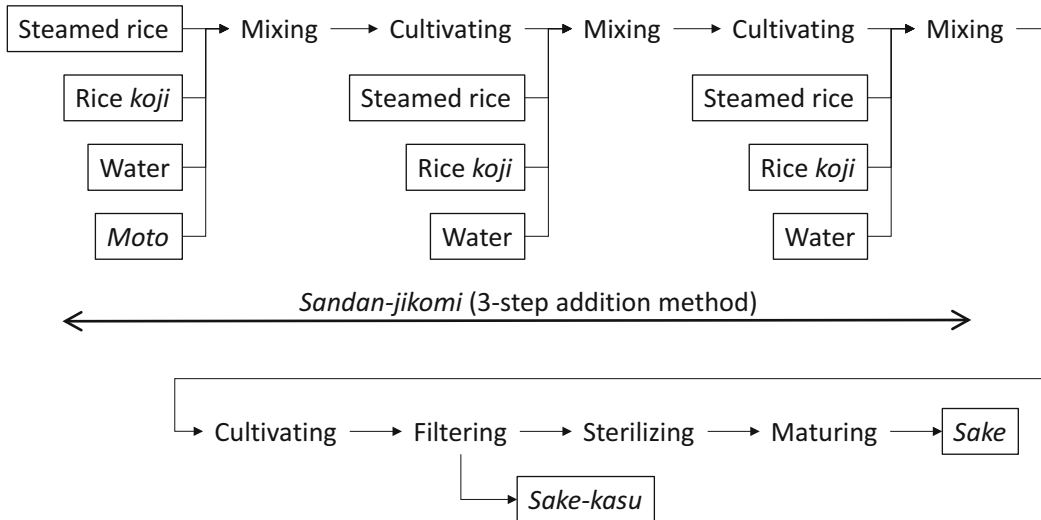 Steamed rice Mixing Cultivating Mixing Cultivating Mixing
Rice koji Steamed rice Steamed rice
Water Rice koji Rice koji
Moto Water Water
Sandan-jikomi (3-step addition method)
Cultivating Filtering Sterilizing Maturing Sake
Sake-kasu